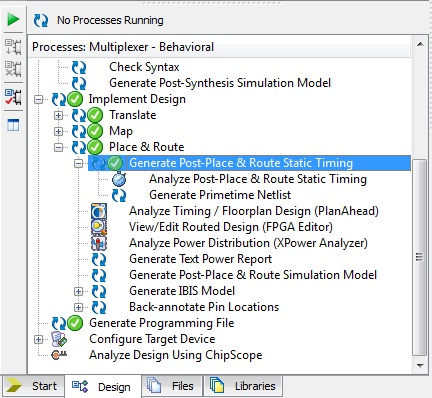 No Processes Running
Processes: Multiplexer - Behavioral
Check Syntax
Generate Post-Synthesis Simulation Model
Implement Design
Translate
Map
Place & Route
Generate Post-Place & Route Static Timing
Analyze Post-Place & Route Static Timing
Generate Primetime Netlist
Analyze Timing / Floorplan Design (PlanAhead)
View/Edit Routed Design (FPGA Editor)
Analyze Power Distribution (XPower Analyzer)
Generate Text Power Report
Generate Post-Place & Route Simulation Model
Generate IBIS Model
Back-annotate Pin Locations
Generate Programming File
Configure Target Device
Analyze Design Using ChipScope
Start Design Files Libraries